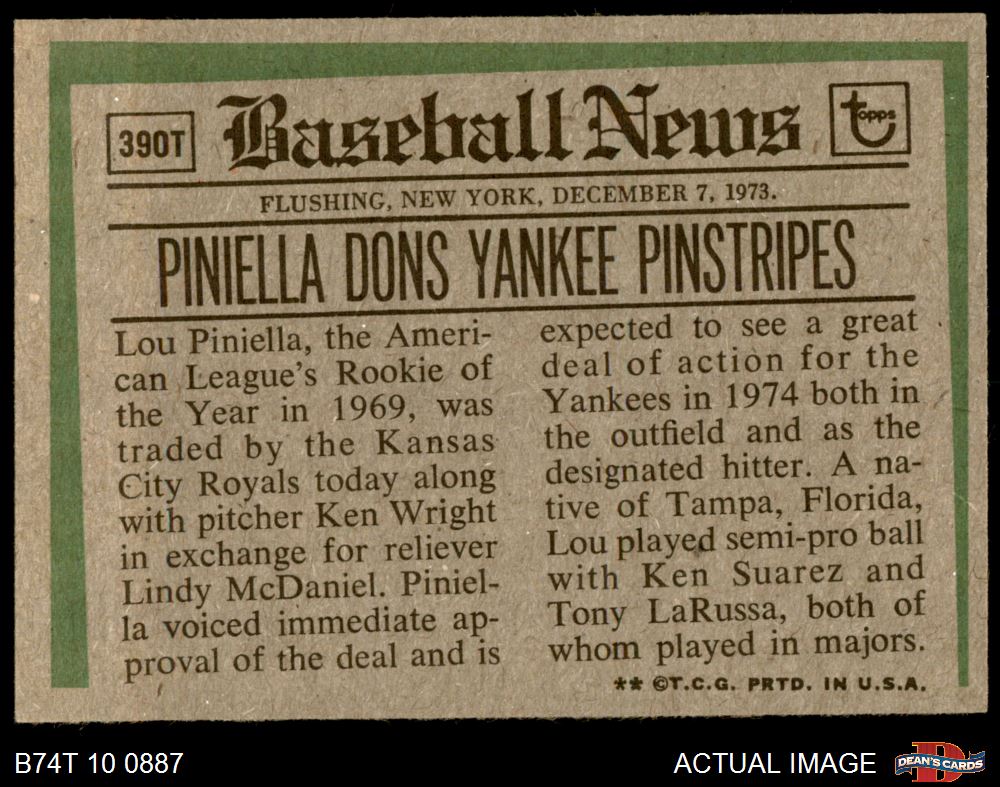 390T
Baseball News
topps
FLUSHING, NEW YORK, DECEMBER 7, 1973.
PINIELLA DONS YANKEE PINSTRIPES
Lou Piniella, the Ameri-
can League's Rookie of
the Year in 1969, was
traded by the Kansas
City Royals today along
with pitcher Ken Wright
in exchange for reliever
Lindy McDaniel. Piniel-
la voiced immediate ap-
proval of the deal and is
expected to see a great
deal of action for the
Yankees in 1974 both in
the outfield and as the
designated hitter. A na-
tive of Tampa, Florida,
Lou played semi-pro ball
with Ken Suarez and
Tony LaRussa, both of
whom played in majors.
** ©T.C.G. PRTD. IN U.S.A.
B74T 10 0887
ACTUAL IMAGE
DEAN'S CARDS